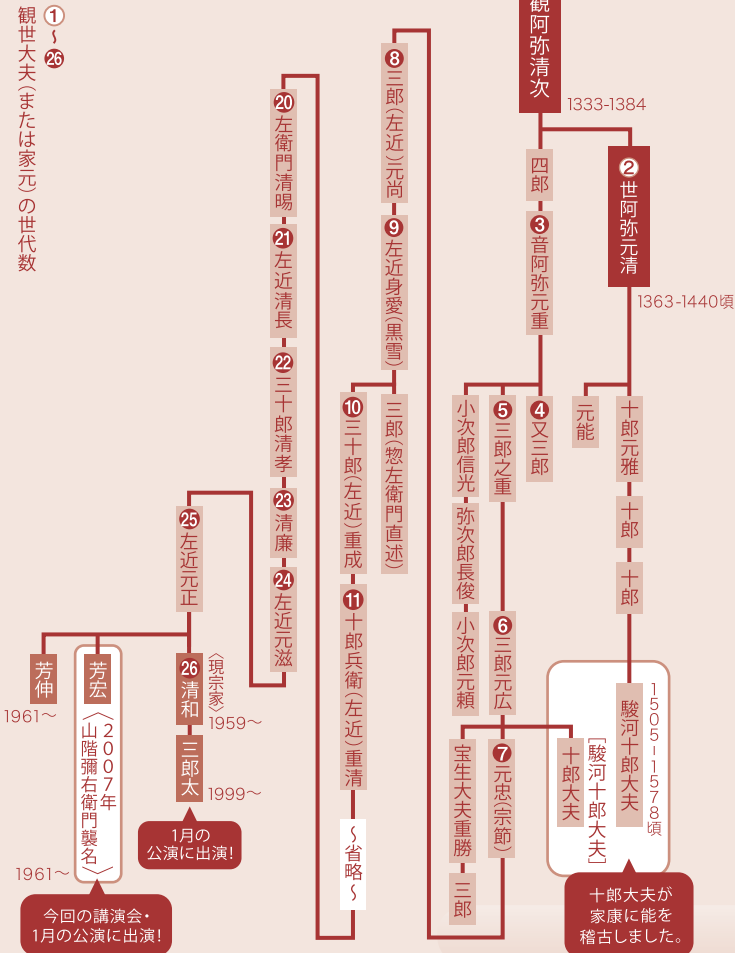 観阿弥清次
1333-1384
❷世阿弥元清
1363-1440頃
四郎
❸音阿弥元重
元能
十郎元雅
十郎
十郎
駿河十郎大夫
1505-1578頃
[駿河十郎大夫]
十郎大夫
十郎大夫が
家康に能を
稽古しました。
❹又三郎
❺三郎之重
小次郎信光
弥次郎長俊
小次郎元頼
❻三郎元広
❼元忠(宗節)
宝生大夫重勝
三郎
❽三郎(左近)元尚
❾左近身愛(黒雪)
三郎(惣左衛門直述)
❿三十郎(左近)重成
⓫十郎兵衛(左近)重清
〜省略〜
⓴左衛門清暘
㉑左近清長
㉒三十郎清孝
㉓清廉
㉔左近元滋
㉕左近元正
㉖清和
〈現宗家〉
1959〜
三郎太
1999〜
1月の
公演に出演!
芳宏
〈2007年
山階彌右衛門襲名〉
1961〜
今回の講演会・
1月の公演に出演!
芳伸
1961〜
①〜㉖
観世大夫(または家元)の世代数